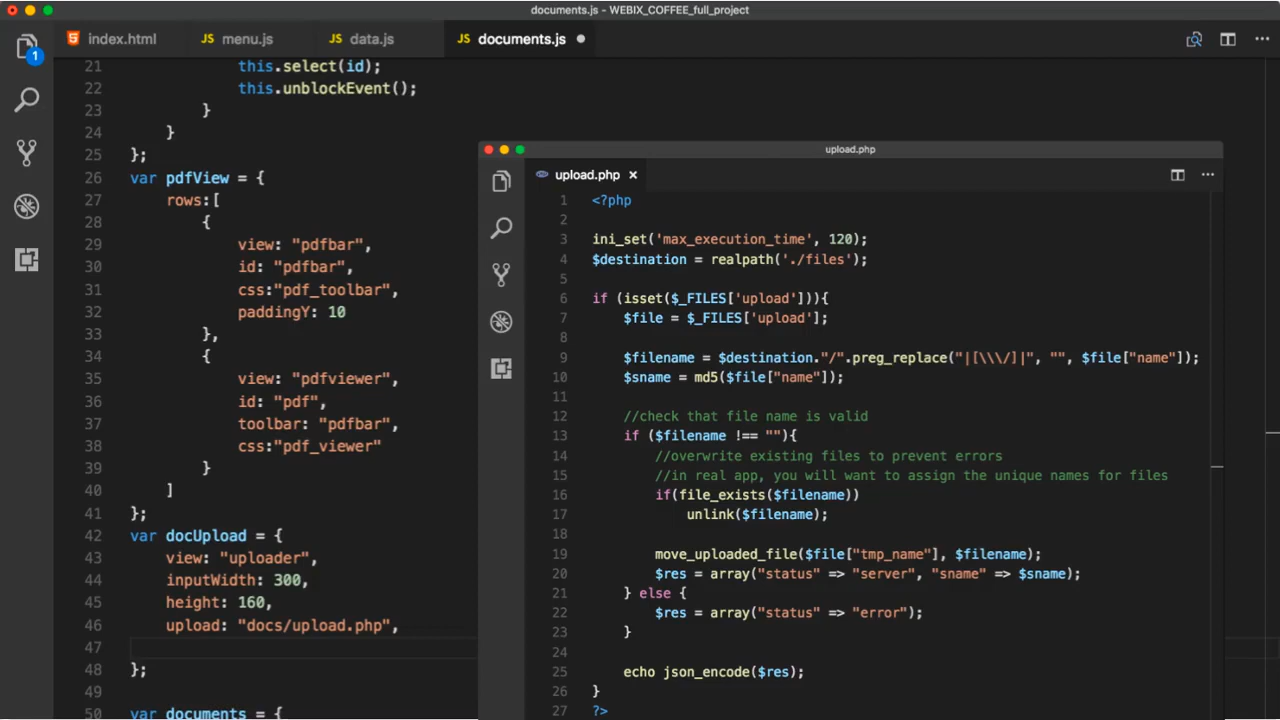 documents.js - WEBIX_COFFEE_full_project
index.html
JS menu.js
JS data.js
JS documents.js
1
21 this.select(id);
22 this.unblockEvent();
23 }
24 }
25 };
26 var pdfView = {
27 rows:[
28 {
29 view: "pdfbar",
30 id: "pdfbar",
31 css:"pdf_toolbar",
32 paddingY: 10
33 },
34 {
35 view: "pdfviewer",
36 id: "pdf",
37 toolbar: "pdfbar",
38 css:"pdf_viewer"
39 }
40 ]
41 };
42 var docUpload = {
43 view: "uploader",
44 inputWidth: 300,
45 height: 160,
46 upload: "docs/upload.php",
47
48 };
49
50 var documents = {
upload.php
upload.php
1 <?php
2
3 ini_set('max_execution_time', 120);
4 $destination = realpath('./files');
5
6 if (isset($_FILES['upload'])){
7 $file = $_FILES['upload'];
8
9 $filename = $destination."/".preg_replace("|[\\\/]|", "", $file["name"]);
10 $sname = md5($file["name"]);
11
12 //check that file name is valid
13 if ($filename !== ""){
14 //overwrite existing files to prevent errors
15 //in real app, you will want to assign the unique names for files
16 if(file_exists($filename))
17 unlink($filename);
18
19 move_uploaded_file($file["tmp_name"], $filename);
20 $res = array("status" => "server", "sname" => $sname);
21 } else {
22 $res = array("status" => "error");
23 }
24
25 echo json_encode($res);
26 }
27 ?>